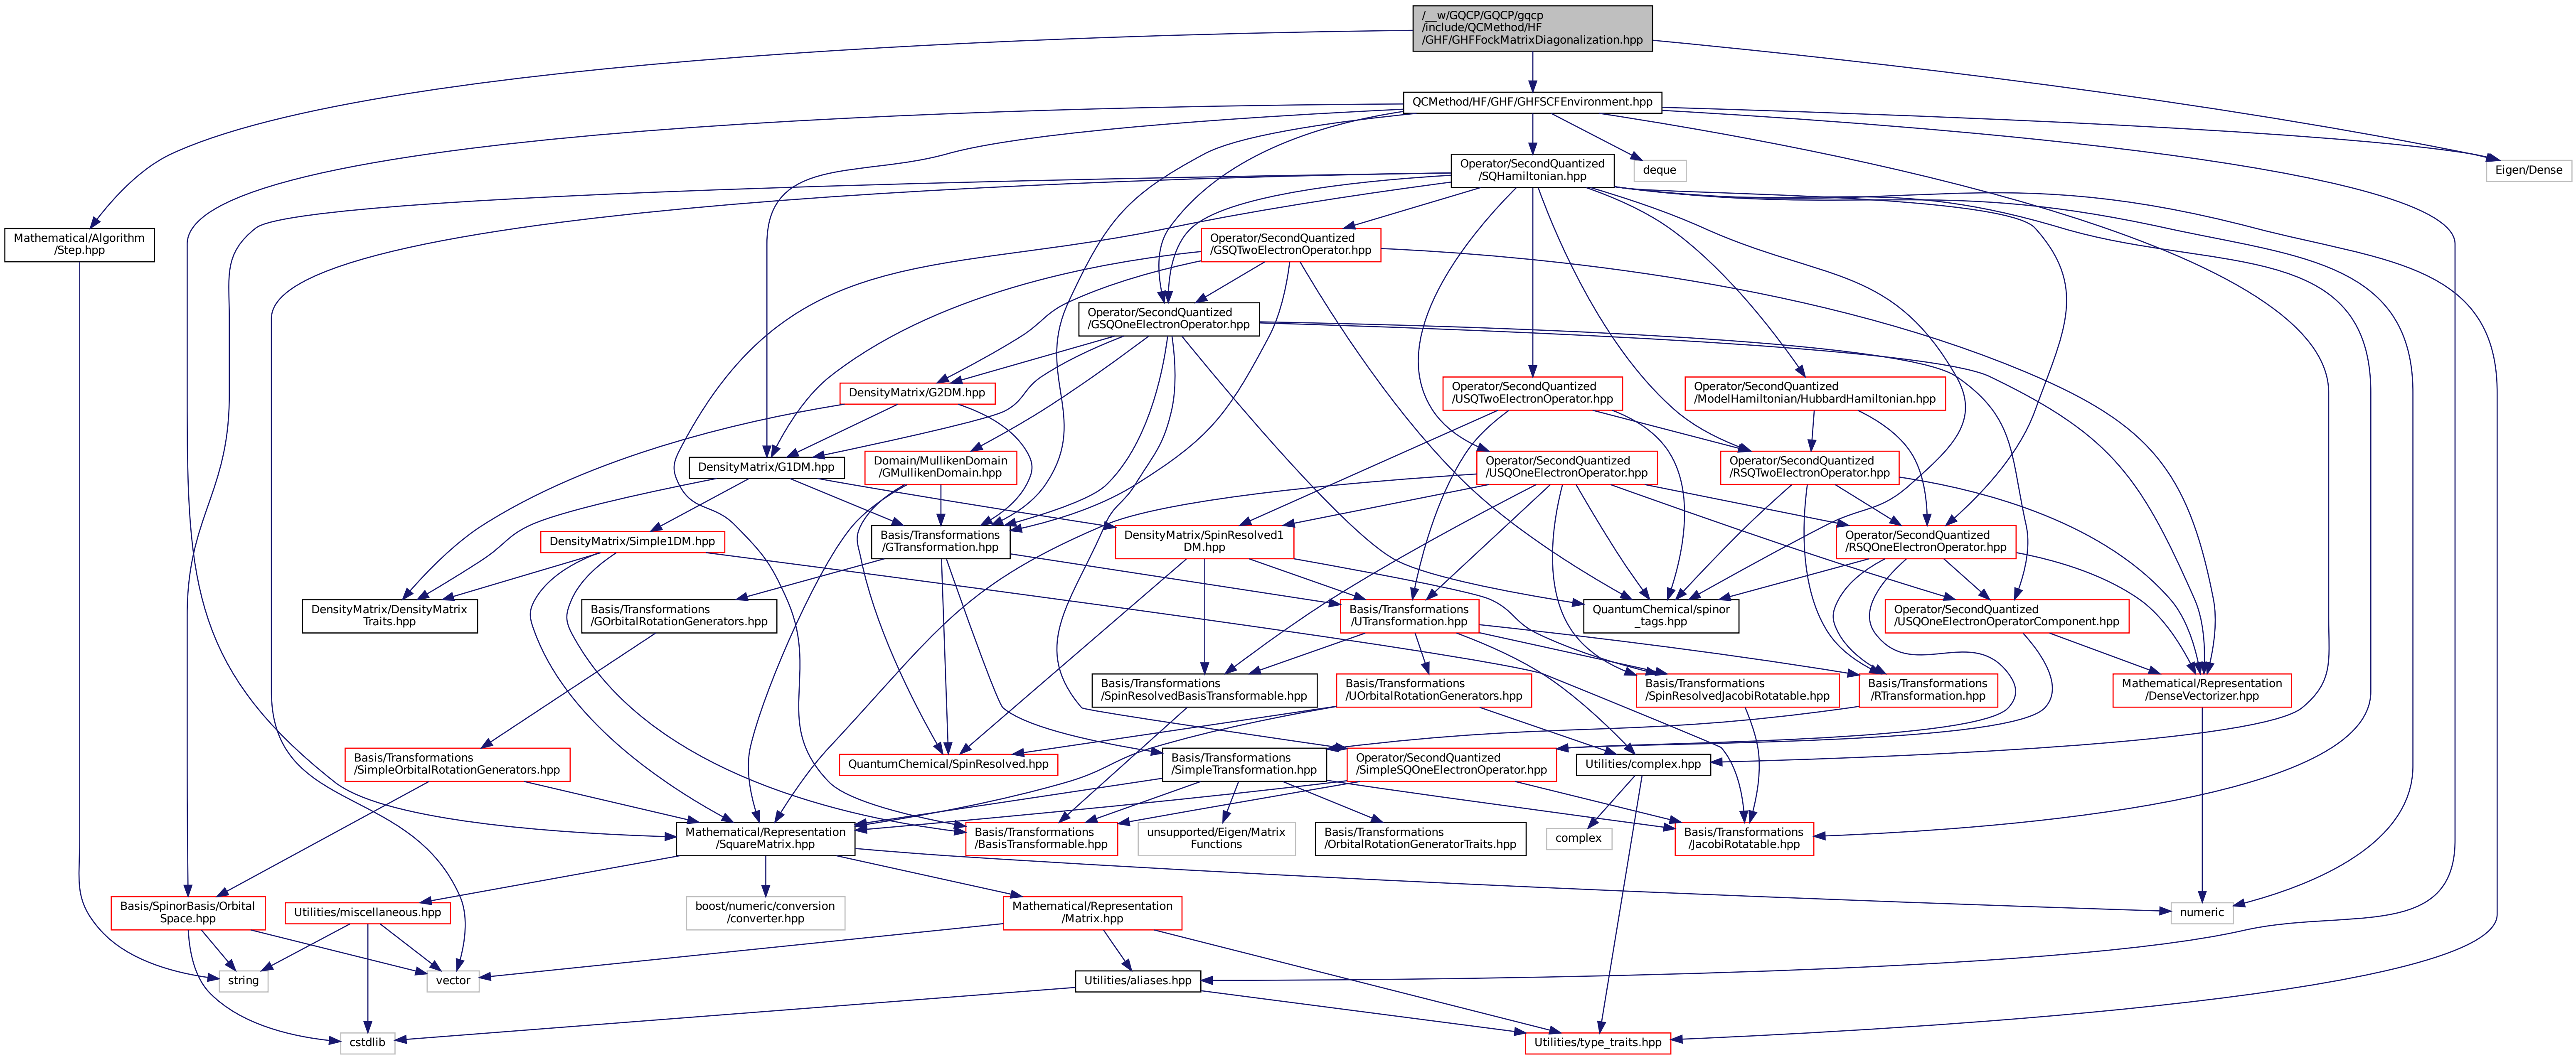 /__w/GQCP/GQCP/gqcp
/include/QCMethod/HF
/GHF/GHFFockMatrixDiagonalization.hpp
QCMethod/HF/GHF/GHFSCFEnvironment.hpp
Operator/SecondQuantized
/SQHamiltonian.hpp
deque
Eigen/Dense
Mathematical/Algorithm
/Step.hpp
Operator/SecondQuantized
/GSQTwoElectronOperator.hpp
Operator/SecondQuantized
/GSQOneElectronOperator.hpp
DensityMatrix/G2DM.hpp
Operator/SecondQuantized
/USQTwoElectronOperator.hpp
Operator/SecondQuantized
/ModelHamiltonian/HubbardHamiltonian.hpp
DensityMatrix/G1DM.hpp
Domain/MullikenDomain
/GMullikenDomain.hpp
Operator/SecondQuantized
/USQOneElectronOperator.hpp
Operator/SecondQuantized
/RSQTwoElectronOperator.hpp
DensityMatrix/Simple1DM.hpp
Basis/Transformations
/GTransformation.hpp
DensityMatrix/SpinResolved1
DM.hpp
Operator/SecondQuantized
/RSQOneElectronOperator.hpp
DensityMatrix/DensityMatrix
Traits.hpp
Basis/Transformations
/GOrbitalRotationGenerators.hpp
Basis/Transformations
/UTransformation.hpp
QuantumChemical/spinor
_tags.hpp
Operator/SecondQuantized
/USQOneElectronOperatorComponent.hpp
Basis/Transformations
/SpinResolvedBasisTransformable.hpp
Basis/Transformations
/UOrbitalRotationGenerators.hpp
Basis/Transformations
/SpinResolvedJacobiRotatable.hpp
Basis/Transformations
/RTransformation.hpp
Mathematical/Representation
/DenseVectorizer.hpp
Basis/Transformations
/SimpleOrbitalRotationGenerators.hpp
QuantumChemical/SpinResolved.hpp
Basis/Transformations
/SimpleTransformation.hpp
Operator/SecondQuantized
/SimpleSQOneElectronOperator.hpp
Utilities/complex.hpp
Mathematical/Representation
/SquareMatrix.hpp
Basis/Transformations
/BasisTransformable.hpp
unsupported/Eigen/Matrix
Functions
Basis/Transformations
/OrbitalRotationGeneratorTraits.hpp
complex
Basis/Transformations
/JacobiRotatable.hpp
Basis/SpinorBasis/Orbital
Space.hpp
Utilities/miscellaneous.hpp
boost/numeric/conversion
/converter.hpp
Mathematical/Representation
/Matrix.hpp
numeric
string
vector
Utilities/aliases.hpp
cstdlib
Utilities/type_traits.hpp